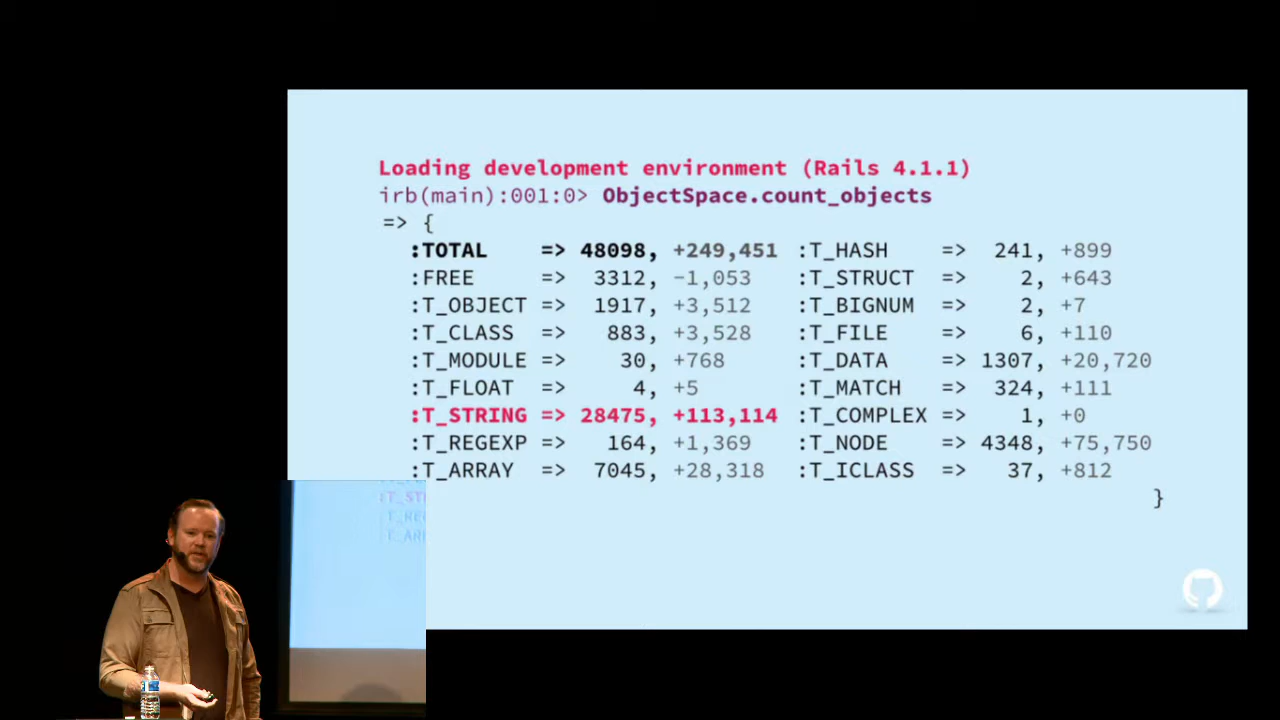 Loading development environment (Rails 4.1.1)
irb(main):001:0> ObjectSpace.count_objects
=> {
:TOTAL => 48098, +249,451 :T_HASH => 241, +899
:FREE => 3312, −1,053 :T_STRUCT => 2, +643
:T_OBJECT => 1917, +3,512 :T_BIGNUM => 2, +7
:T_CLASS => 883, +3,528 :T_FILE => 6, +110
:T_MODULE => 30, +768 :T_DATA => 1307, +20,720
:T_FLOAT => 4, +5 :T_MATCH => 324, +111
:T_STRING => 28475, +113,114 :T_COMPLEX => 1, +0
:T_REGEXP => 164, +1,369 :T_NODE => 4348, +75,750
:T_ARRAY => 7045, +28,318 :T_ICLASS => 37, +812
}
:T_ST
:T_RE
:T_AR